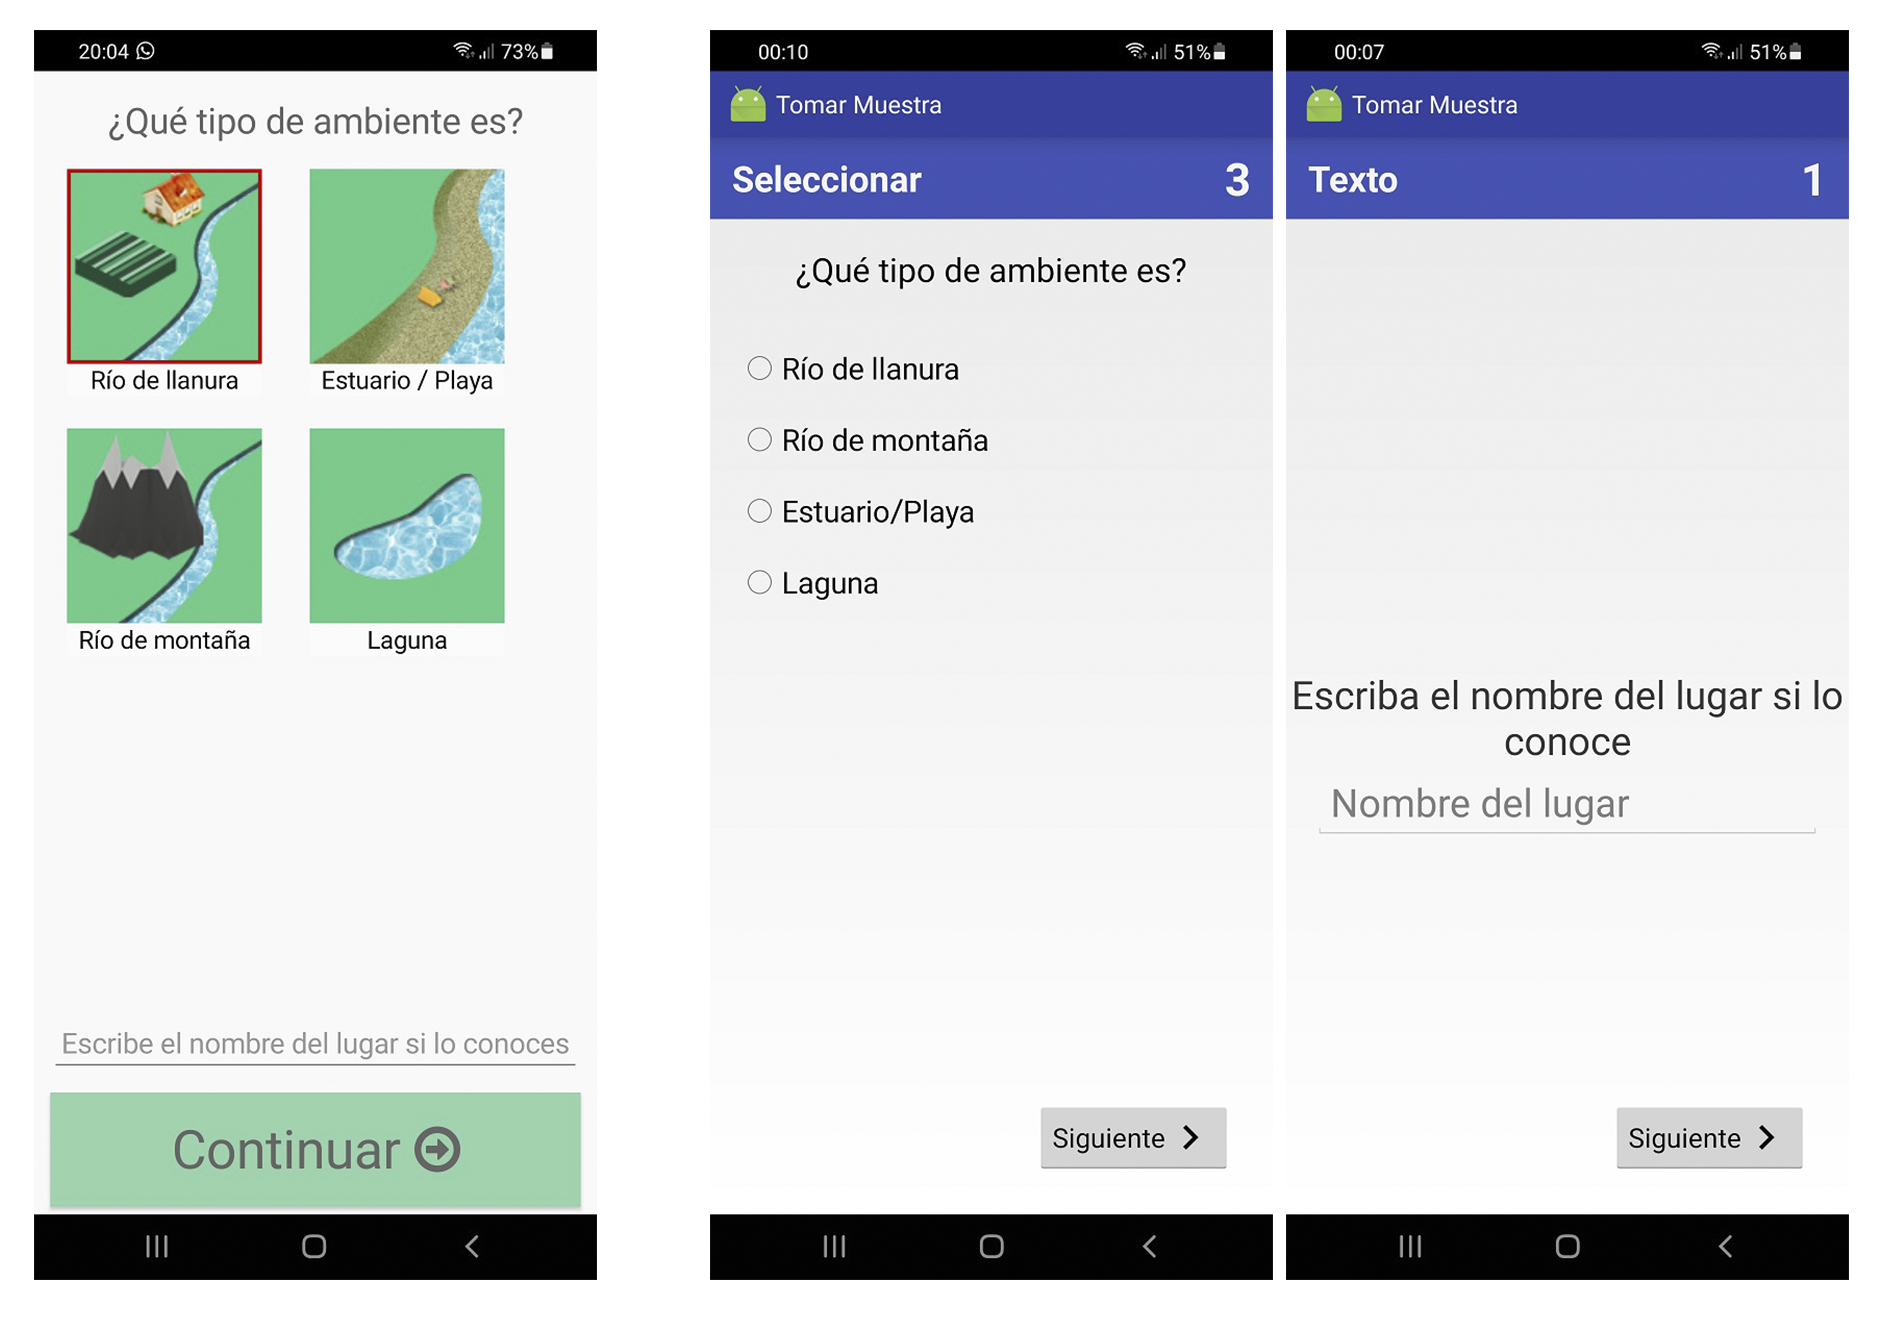 20:04 73%
¿Qué tipo de ambiente es?
Río de llanura
Estuario / Playa
Río de montaña
Laguna
Escribe el nombre del lugar si lo conoces
Continuar
00:10 51%
Tomar Muestra
Seleccionar 3
¿Qué tipo de ambiente es?
Río de llanura
Río de montaña
Estuario/Playa
Laguna
Siguiente
00:07 51%
Tomar Muestra
Texto 1
Escriba el nombre del lugar si lo
conoce
Nombre del lugar
Siguiente